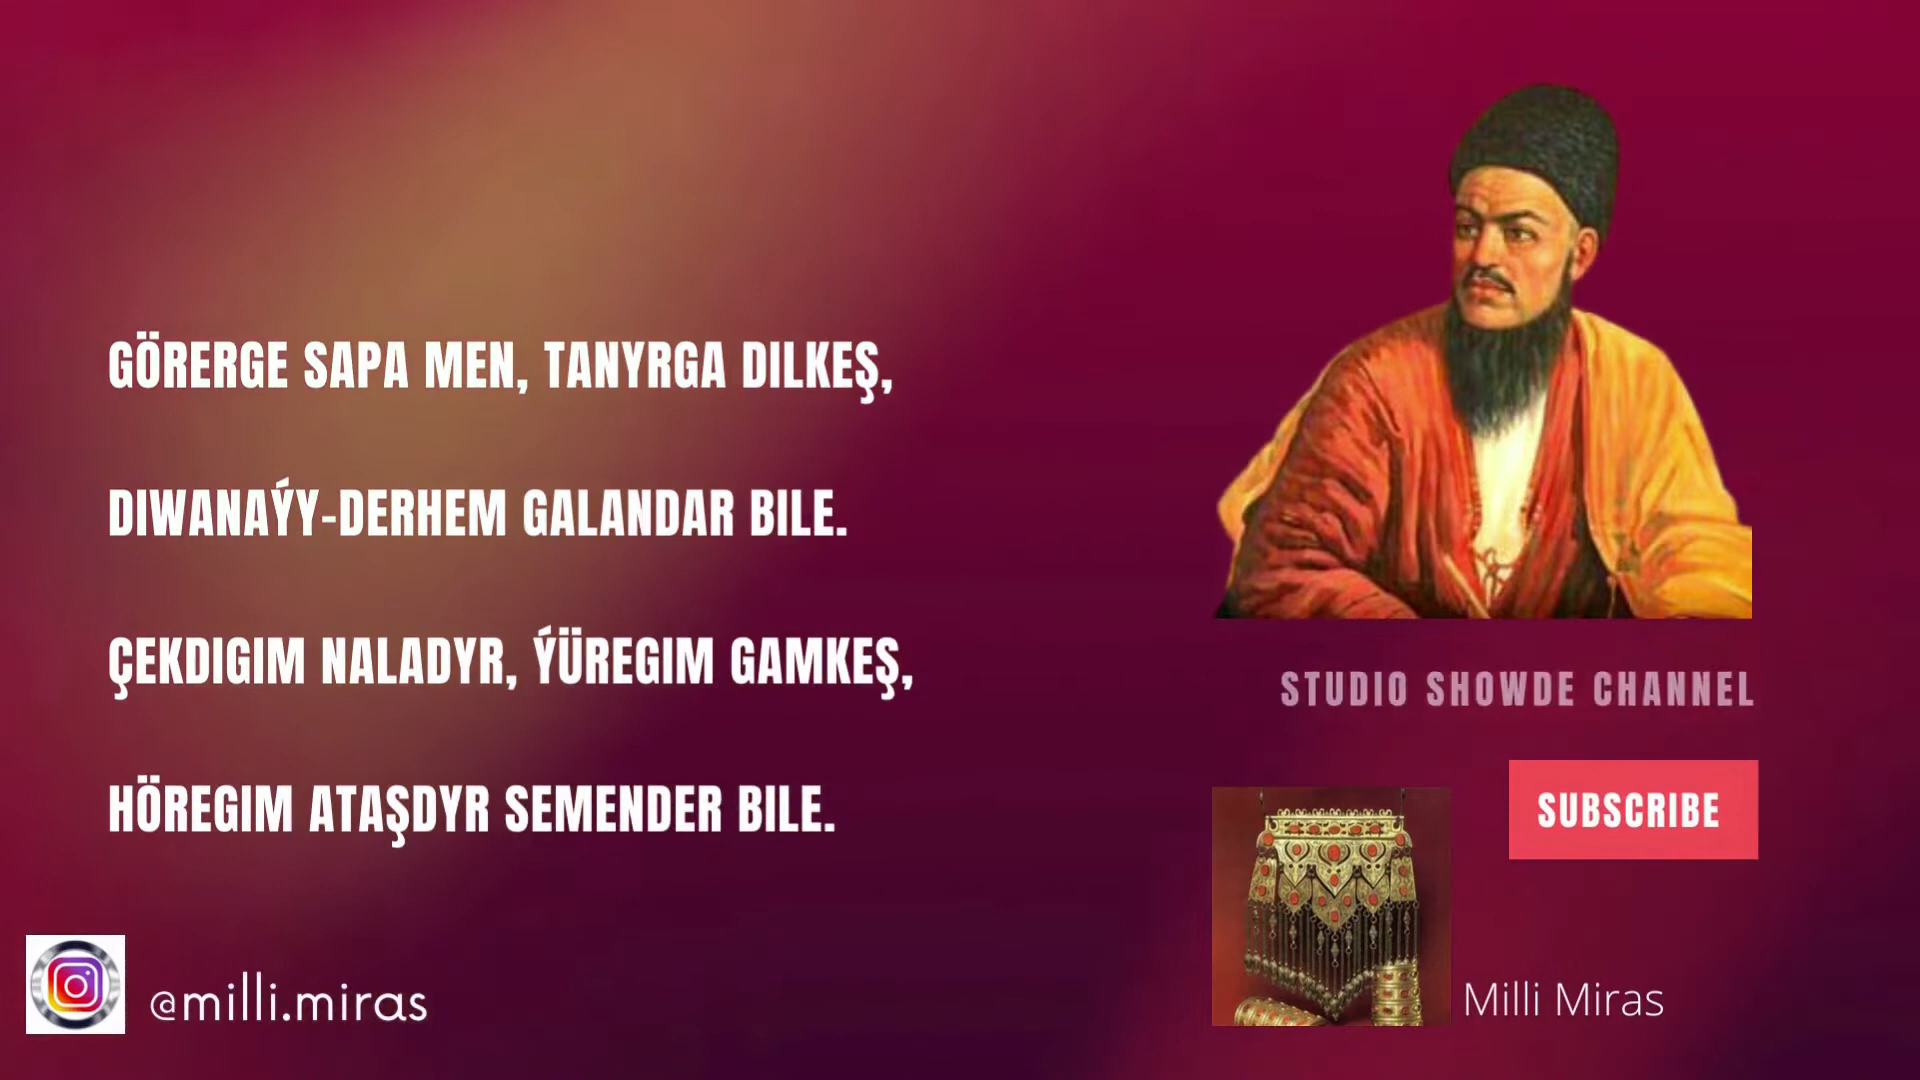 GÖRERGE SAPA MEN, TANYRGA DILKEŞ,
DIWANAÝY-DERHEM GALANDAR BILE.
ÇEKDIGIM NALADYR, ÝÜREGIM GAMKEŞ,
HÖREGIM ATAŞDYR SEMENDER BILE.
@milli.miras
STUDIO SHOWDE CHANNEL
SUBSCRIBE
Milli Miras